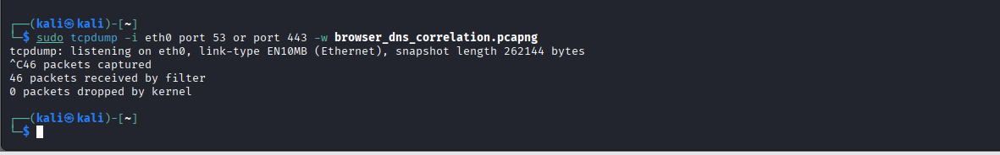 ┌──(kali㉿kali)-[~]
└─$ sudo tcpdump -i eth0 port 53 or port 443 -w browser_dns_correlation.pcapng
tcpdump: listening on eth0, link-type EN10MB (Ethernet), snapshot length 262144 bytes
^C46 packets captured
46 packets received by filter
0 packets dropped by kernel
┌──(kali㉿kali)-[~]
└─$